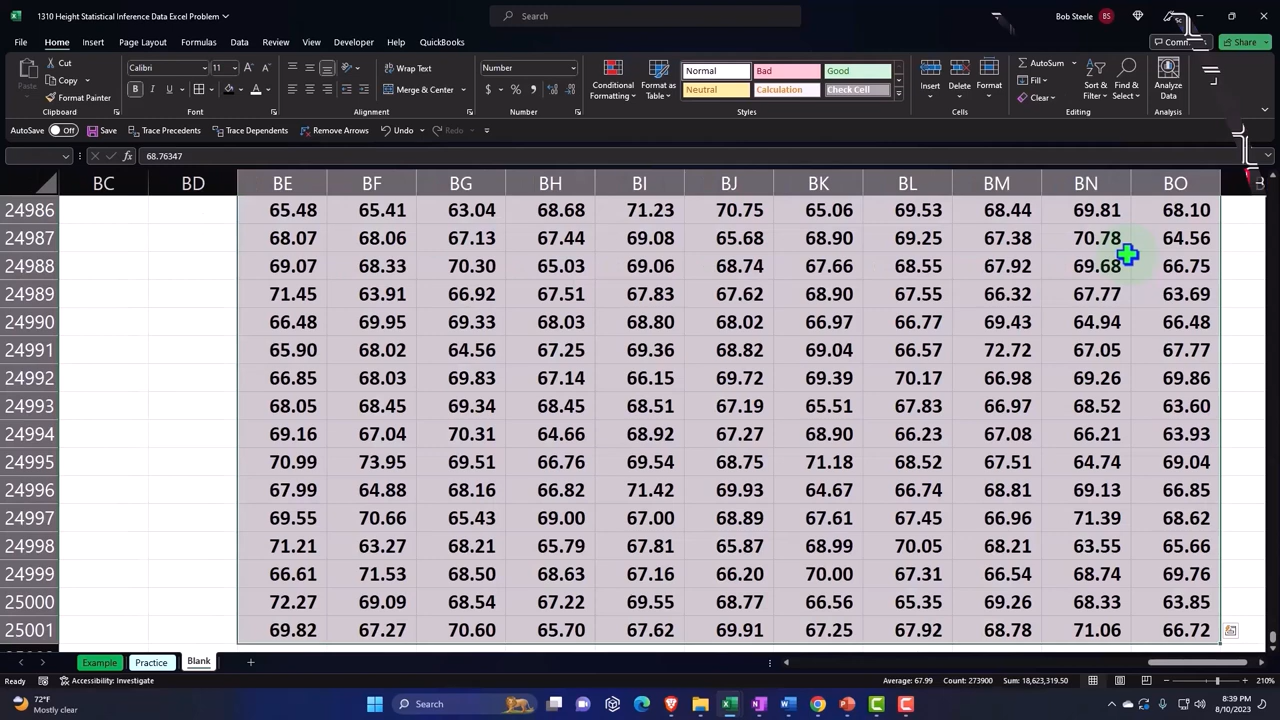 1310 Height Statistical Inference Data Excel Problem
Search
Bob Steele
BS
File Home Insert Page Layout Formulas Data Review View Developer Help QuickBooks
Share
Cut
Copy
Format Painter
Clipboard
Calibri 11
Font
Wrap Text
Merge & Center
Alignment
Number
Number
Conditional Formatting
Format as Table
Normal Bad Good
Neutral Calculation Check Cell
Styles
Insert Delete Format
Cells
AutoSum
Fill
Clear
Sort & Filter
Find & Select
Editing
Analyze Data
Analysis
AutoSave Off Save Trace Precedents Trace Dependents Remove Arrows Undo Redo
fx 68.76347
BC BD BE BF BG BH BI BJ BK BL BM BN BO
24986 65.48 65.41 63.04 68.68 71.23 70.75 65.06 69.53 68.44 69.81 68.10
24987 68.07 68.06 67.13 67.44 69.08 65.68 68.90 69.25 67.38 70.78 64.56
24988 69.07 68.33 70.30 65.03 69.06 68.74 67.66 68.55 67.92 69.68 66.75
24989 71.45 63.91 66.92 67.51 67.83 67.62 68.90 67.55 66.32 67.77 63.69
24990 66.48 69.95 69.33 68.03 68.80 68.02 66.97 66.77 69.43 64.94 66.48
24991 65.90 68.02 64.56 67.25 69.36 68.82 69.04 66.57 72.72 67.05 67.77
24992 66.85 68.03 69.83 67.14 66.15 69.72 69.39 70.17 66.98 69.26 69.86
24993 68.05 68.45 69.34 68.45 68.51 67.19 65.51 67.83 66.97 68.52 63.60
24994 69.16 67.04 70.31 64.66 68.92 67.27 68.90 66.23 67.08 66.21 63.93
24995 70.99 73.95 69.51 66.76 69.54 68.75 71.18 68.52 67.51 64.74 69.04
24996 67.99 64.88 68.16 66.82 71.42 69.93 64.67 66.74 68.81 69.13 66.85
24997 69.55 70.66 65.43 69.00 67.00 68.89 67.61 67.45 66.96 71.39 68.62
24998 71.21 63.27 68.21 65.79 67.81 65.87 68.99 70.05 68.21 63.55 65.66
24999 66.61 71.53 68.50 68.63 67.16 66.20 70.00 67.31 66.54 68.74 69.76
25000 72.27 69.09 68.54 67.22 69.55 68.77 66.56 65.35 69.26 68.33 63.85
25001 69.82 67.27 70.60 65.70 67.62 69.91 67.25 67.92 68.78 71.06 66.72
Example Practice Blank
Ready Accessibility: Investigate Average: 67.99 Count: 273900 Sum: 18,623,319.50 210%
72°F
Mostly clear
Search
8:39 PM
8/10/2023